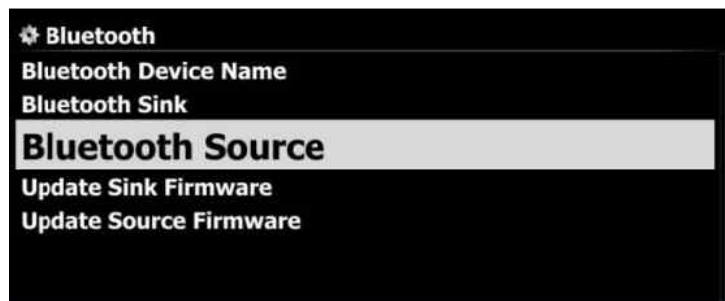 Bluetooth
Bluetooth Device Name
Bluetooth Sink
Bluetooth Source
Update Sink Firmware
Update Source Firmware